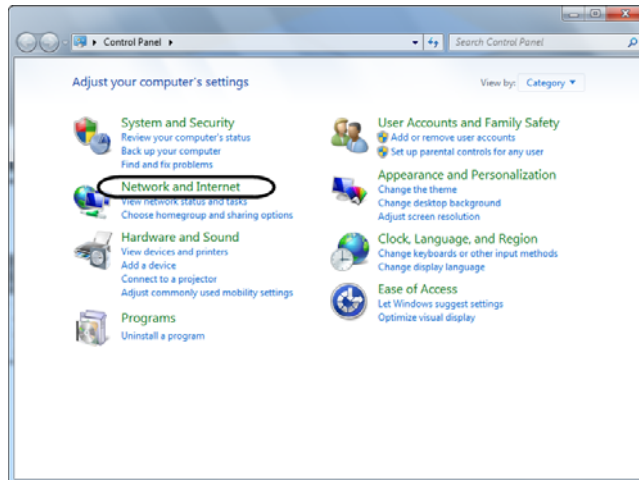 Control Panel
Search Control Panel
Adjust your computer's settings
View by: Category
System and Security
Review your computer's status
Back up your computer
Find and fix problems
Network and Internet
View network status and tasks
Choose homegroup and sharing options
Hardware and Sound
View devices and printers
Add a device
Connect to a projector
Adjust commonly used mobility settings
Programs
Uninstall a program
User Accounts and Family Safety
Add or remove user accounts
Set up parental controls for any user
Appearance and Personalization
Change the theme
Change desktop background
Adjust screen resolution
Clock, Language, and Region
Change keyboards or other input methods
Change display language
Ease of Access
Let Windows suggest settings
Optimize visual display